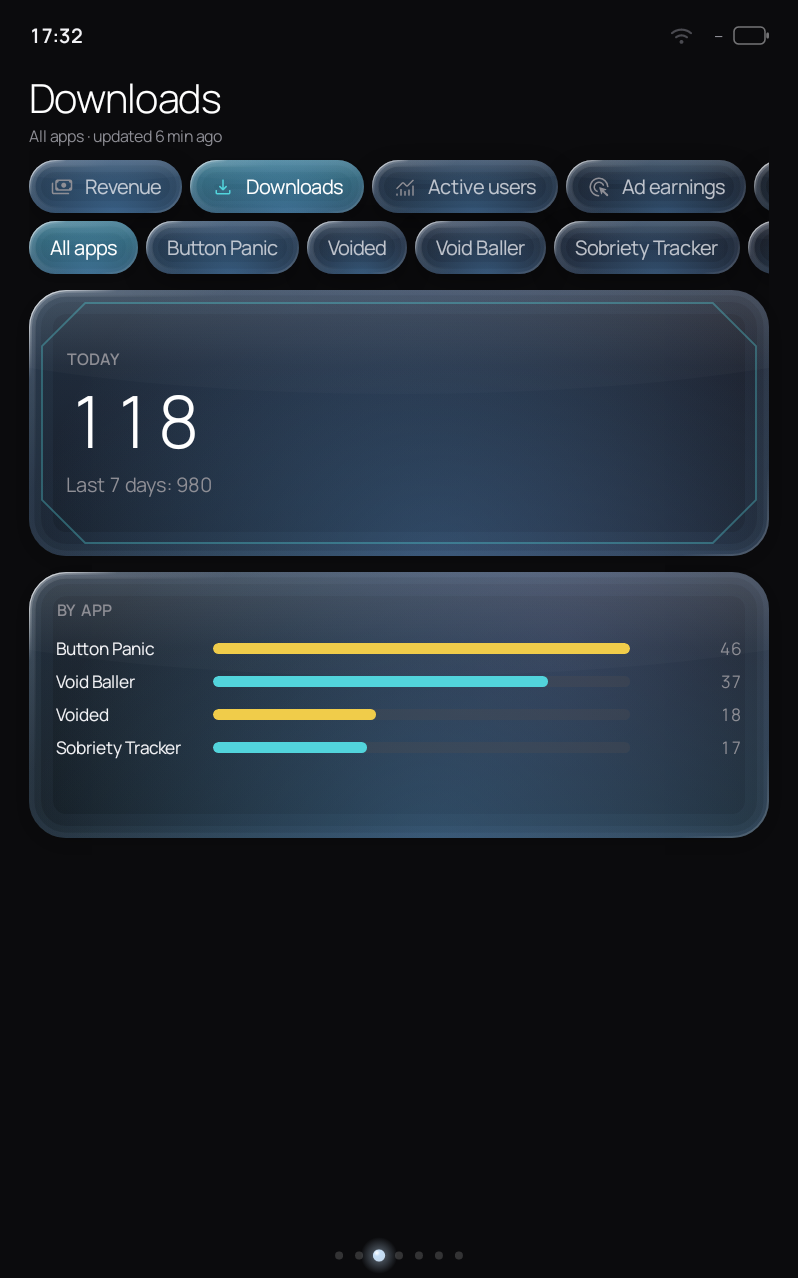 17:32
–
Downloads
All apps · updated 6 min ago
Revenue Downloads Active users Ad earnings
All apps Button Panic Voided Void Baller Sobriety Tracker
TODAY
118
Last 7 days: 980
BY APP
Button Panic 46
Void Baller 37
Voided 18
Sobriety Tracker 17